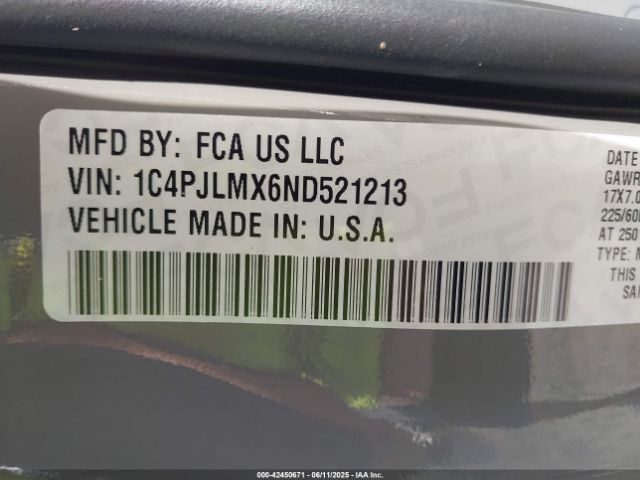 MFD BY: FCA US LLC
VIN: 1C4PJLMX6ND521213
VEHICLE MADE IN: U.S.A.
DATE
GAWR
17X7.0
225/60
AT 250
TYPE:
THIS
000-42450671 - 06/11/2025 - IAA Inc.